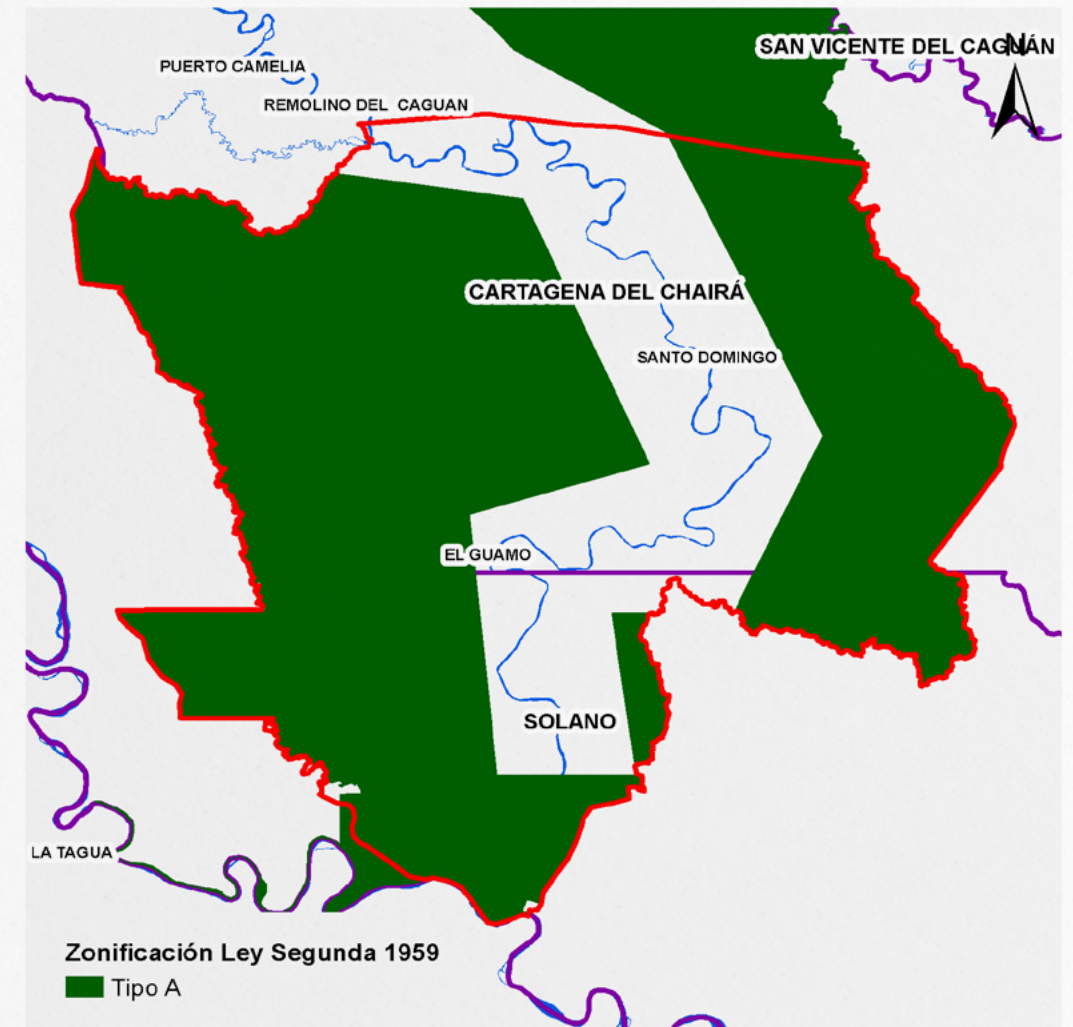 SAN VICENTE DEL CAGUÁN
N
PUERTO CAMELIA
REMOLINO DEL CAGUAN
CARTAGENA DEL CHAIRÁ
SANTO DOMINGO
EL GUAMO
SOLANO
LA TAGUA
Zonificación Ley Segunda 1959
Tipo A